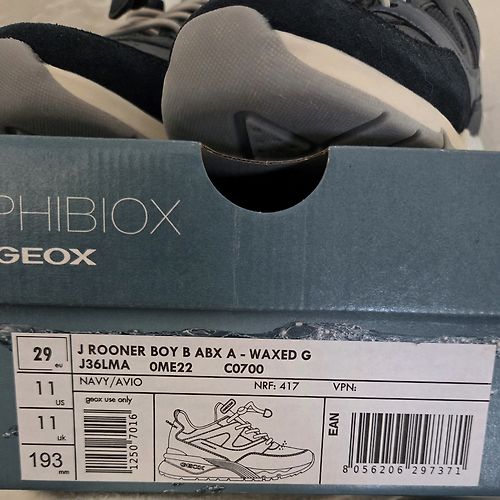 PHIBIOX
GEOX
29 eu
J ROONER BOY B ABX A - WAXED G
J36LMA 0ME22 C0700
11 us
NAVY/AVIO NRF: 417 VPN:
geox use only
11 uk
193 mm
1250 7016
GEOX
EAN
8 056206 297371